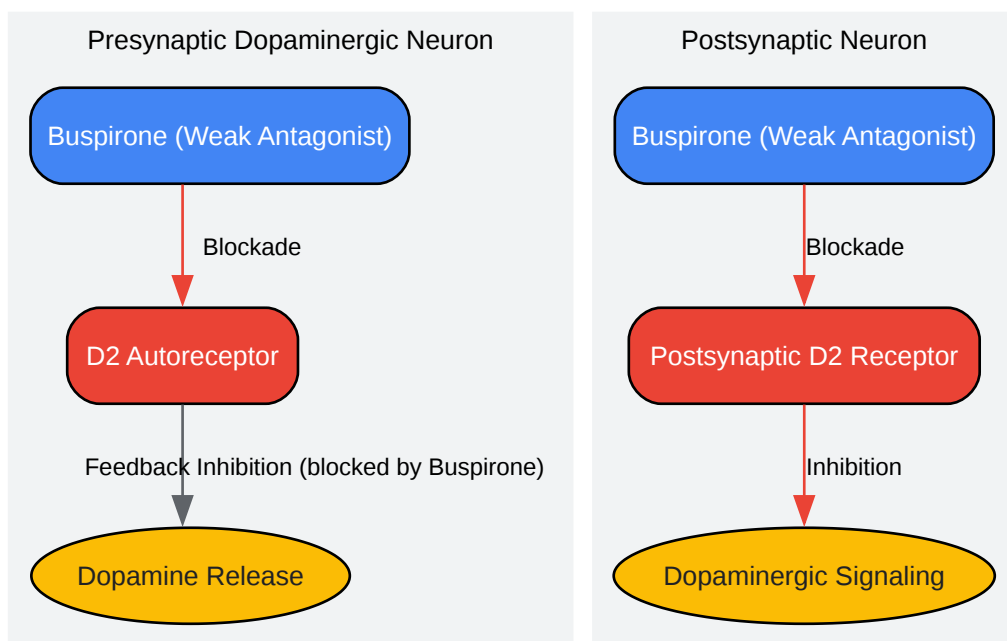 Presynaptic Dopaminergic Neuron
Buspirone (Weak Antagonist)
Blockade
D2 Autoreceptor
Feedback Inhibition (blocked by Buspirone)
Dopamine Release
Postsynaptic Neuron
Buspirone (Weak Antagonist)
Blockade
Postsynaptic D2 Receptor
Inhibition
Dopaminergic Signaling